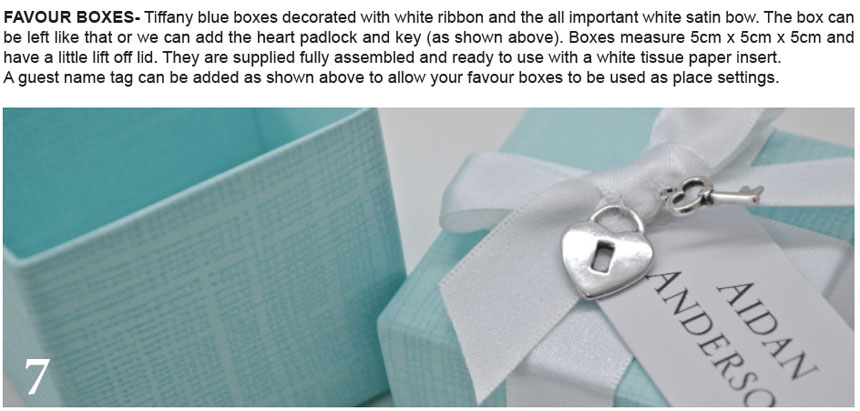 FAVOUR BOXES- Tiffany blue boxes decorated with white ribbon and the all important white satin bow. The box can
be left like that or we can add the heart padlock and key (as shown above). Boxes measure 5cm x 5cm x 5cm and
have a little lift off lid. They are supplied fully assembled and ready to use with a white tissue paper insert.
A guest name tag can be added as shown above to allow your favour boxes to be used as place settings.
AIDAN
ANDERSO
7